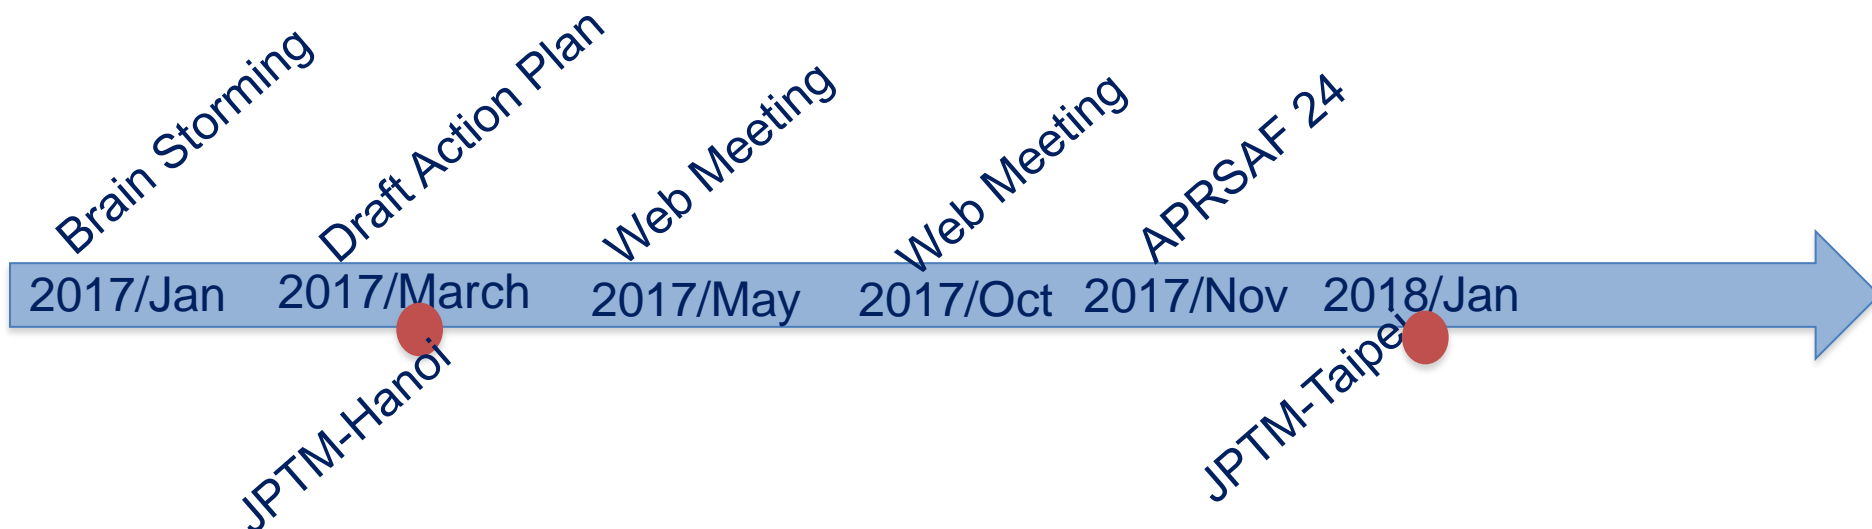 Brain Storming
Draft Action Plan
Web Meeting
Web Meeting
APRSAF 24
2017/Jan
2017/March
2017/May
2017/Oct
2017/Nov
2018/Jan
JPTM-Hanoi
JPTM-Taipei